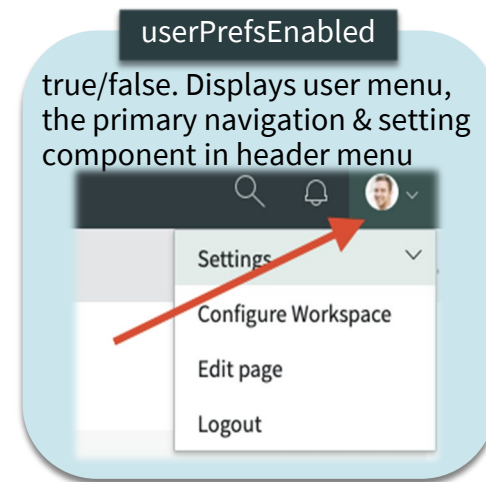 userPrefsEnabled
true/false. Displays user menu,
the primary navigation & setting
component in header menu
Settings
Configure Workspace
Edit page
Logout